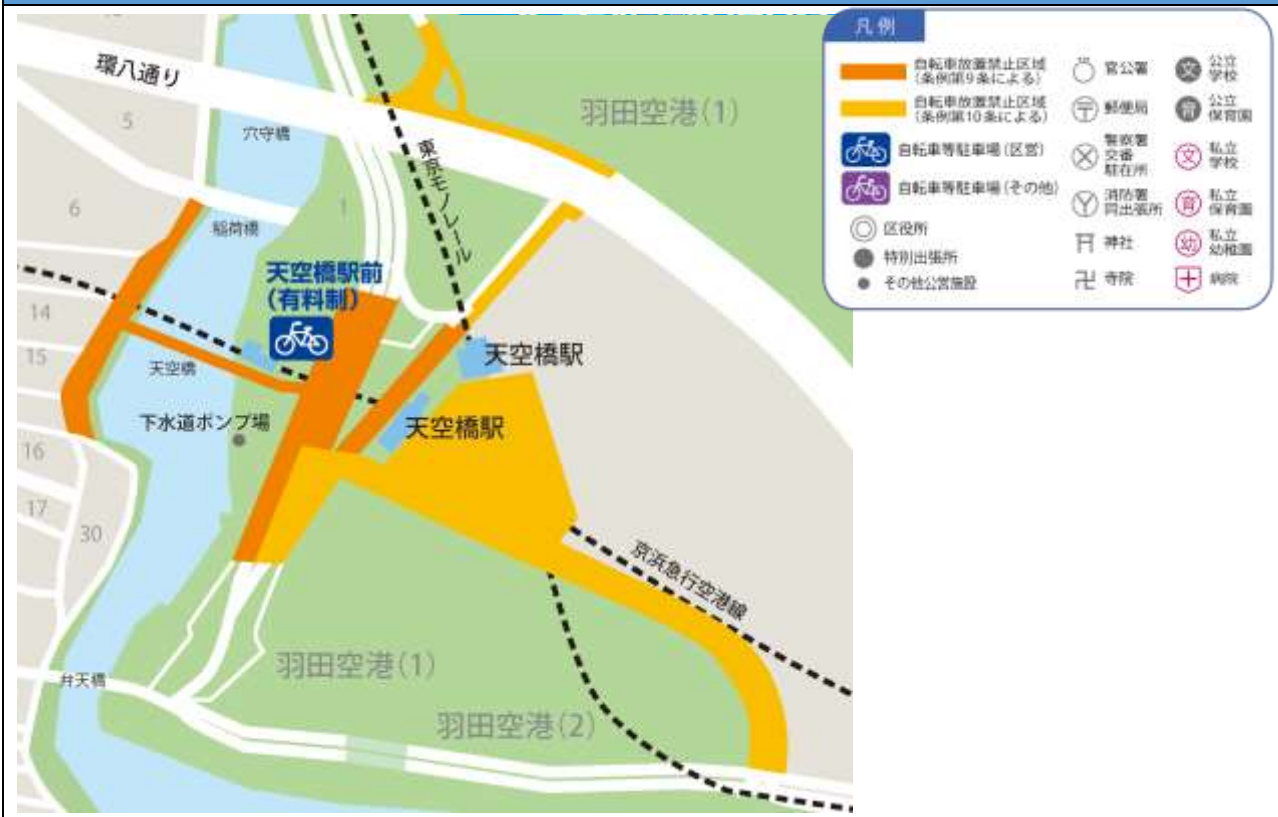 環八通り
5
穴守橋
羽田空港(1)
東京モノレール
6
稲荷橋
1
天空橋駅前
(有料制)
14
15
天空橋
天空橋駅
下水道ポンプ場
天空橋駅
16
17
30
京浜急行空港線
羽田空港(1)
弁天橋
羽田空港(2)
凡例
自転車放置禁止区域
(条例第9条による)
自転車放置禁止区域
(条例第10条による)
自転車等駐車場(区営)
自転車等駐車場(その他)
区役所
特別出張所
その他公営施設
官公署
〒
郵便局
警察署
交番
駐在所
消防署
同出張所
神社
卍
寺院
文
公立
学校
育
公立
保育園
文
私立
学校
育
私立
保育園
幼
私立
幼稚園
病院